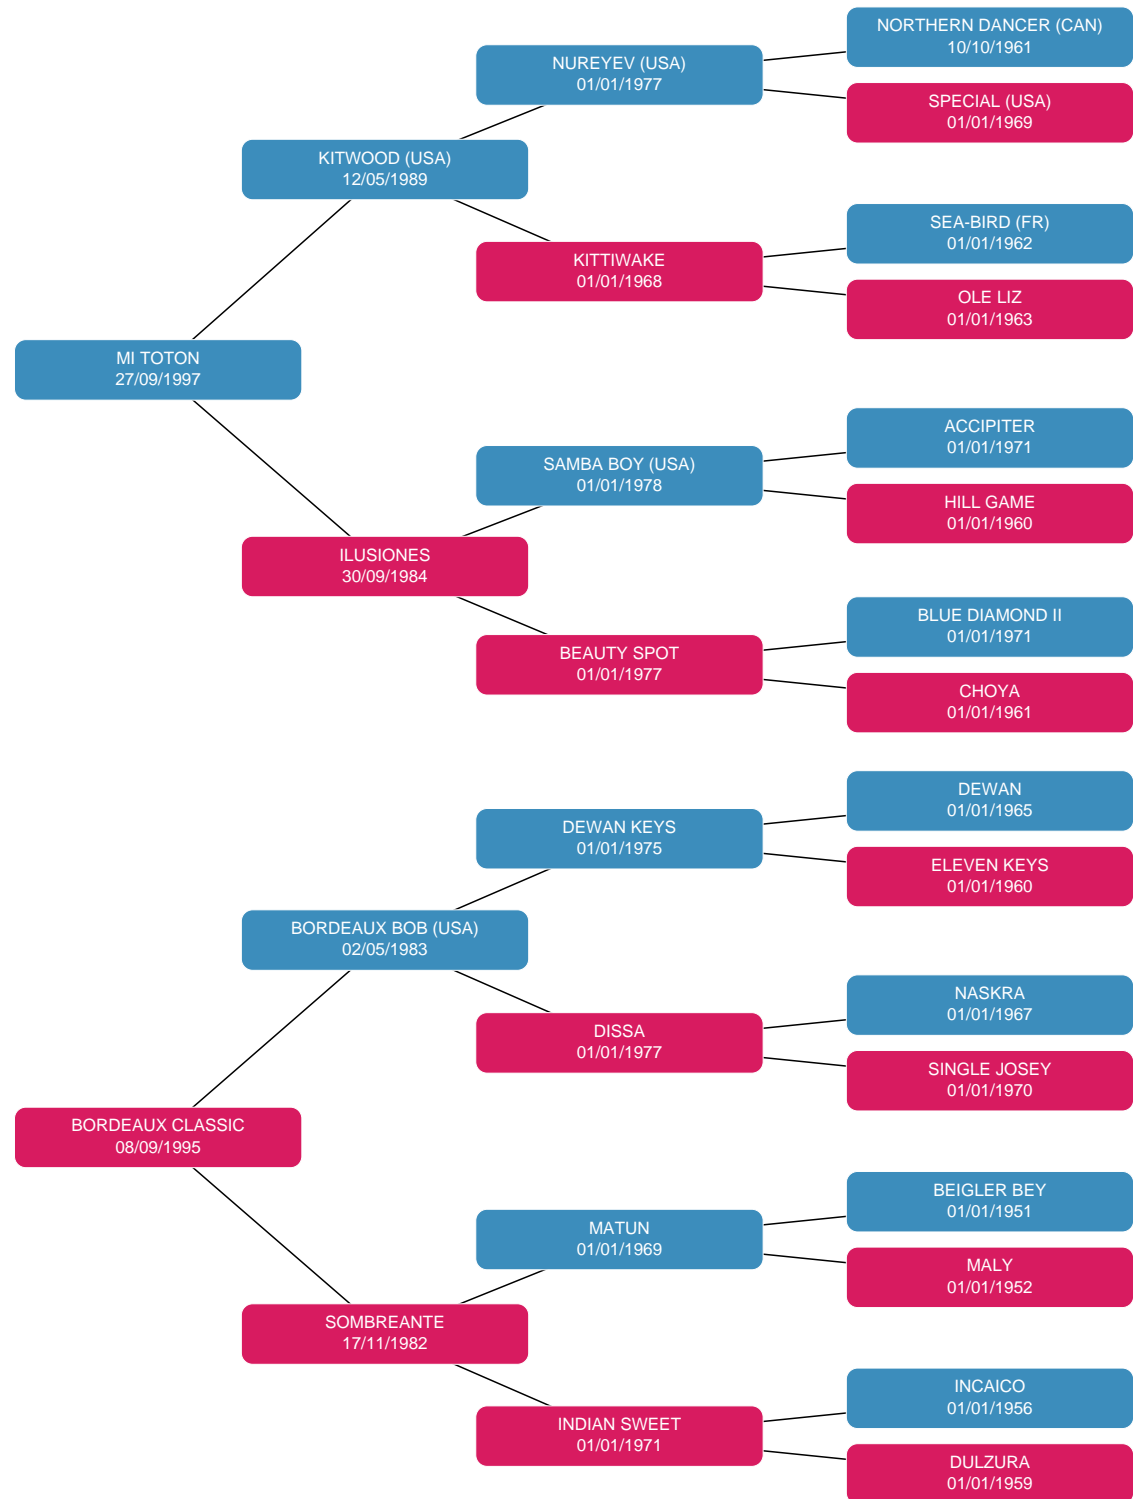 NORTHERN DANCER (CAN)
10/10/1961
NUREYEV (USA)
01/01/1977
SPECIAL (USA)
01/01/1969
KITWOOD (USA)
12/05/1989
SEA-BIRD (FR)
01/01/1962
KITTIWAKE
01/01/1968
OLE LIZ
01/01/1963
MI TOTON
27/09/1997
ACCIPITER
01/01/1971
SAMBA BOY (USA)
01/01/1978
HILL GAME
01/01/1960
ILUSIONES
30/09/1984
BLUE DIAMOND II
01/01/1971
BEAUTY SPOT
01/01/1977
CHOYA
01/01/1961
DEWAN
01/01/1965
DEWAN KEYS
01/01/1975
ELEVEN KEYS
01/01/1960
BORDEAUX BOB (USA)
02/05/1983
NASKRA
01/01/1967
DISSA
01/01/1977
SINGLE JOSEY
01/01/1970
BORDEAUX CLASSIC
08/09/1995
BEIGLER BEY
01/01/1951
MATUN
01/01/1969
MALY
01/01/1952
SOMBREANTE
17/11/1982
INCAICO
01/01/1956
INDIAN SWEET
01/01/1971
DULZURA
01/01/1959